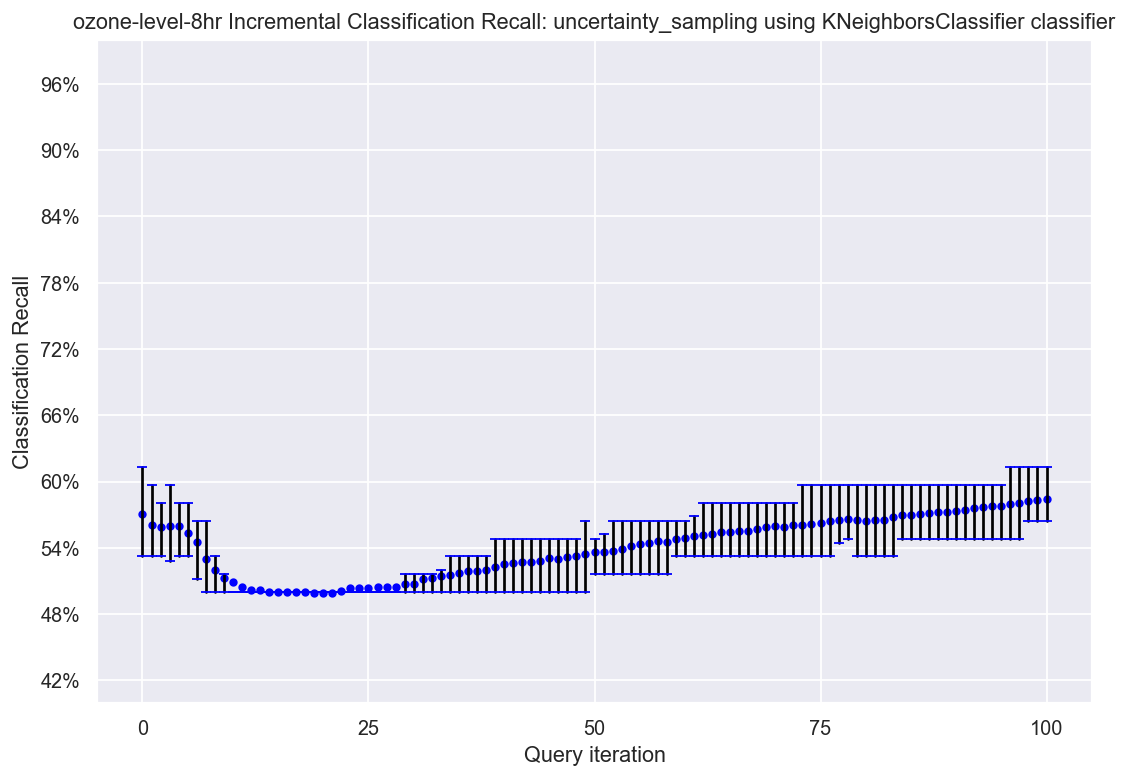 ozone-level-8hr Incremental Classification Recall: uncertainty_sampling using KNeighborsClassifier classifier
96%
90%
84%
78%
72%
66%
60%
54%
48%
42%
Classification Recall
0 25 50 75 100
Query iteration